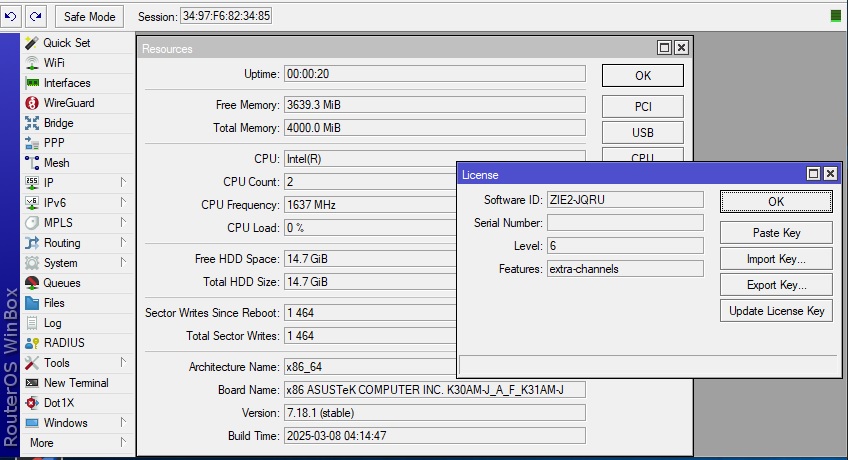 Safe Mode Session: 34:97:F6:82:34:85
RouterOS WinBox
Quick Set
WiFi
Interfaces
WireGuard
Bridge
PPP
Mesh
IP
IPv6
MPLS
Routing
System
Queues
Files
Log
RADIUS
Tools
New Terminal
Dot1X
Windows
More
Resources
Uptime: 00:00:20
Free Memory: 3639.3 MiB
Total Memory: 4000.0 MiB
CPU: Intel(R)
CPU Count: 2
CPU Frequency: 1637 MHz
CPU Load: 0 %
Free HDD Space: 14.7 GiB
Total HDD Size: 14.7 GiB
Sector Writes Since Reboot: 1 464
Total Sector Writes: 1 464
Architecture Name: x86_64
Board Name: x86 ASUSTeK COMPUTER INC. K30AM-J_A_F_K31AM-J
Version: 7.18.1 (stable)
Build Time: 2025-03-08 04:14:47
OK
PCI
USB
CPU
License
Software ID: ZIE2-JQRU
Serial Number:
Level: 6
Features: extra-channels
OK
Paste Key
Import Key...
Export Key...
Update License Key